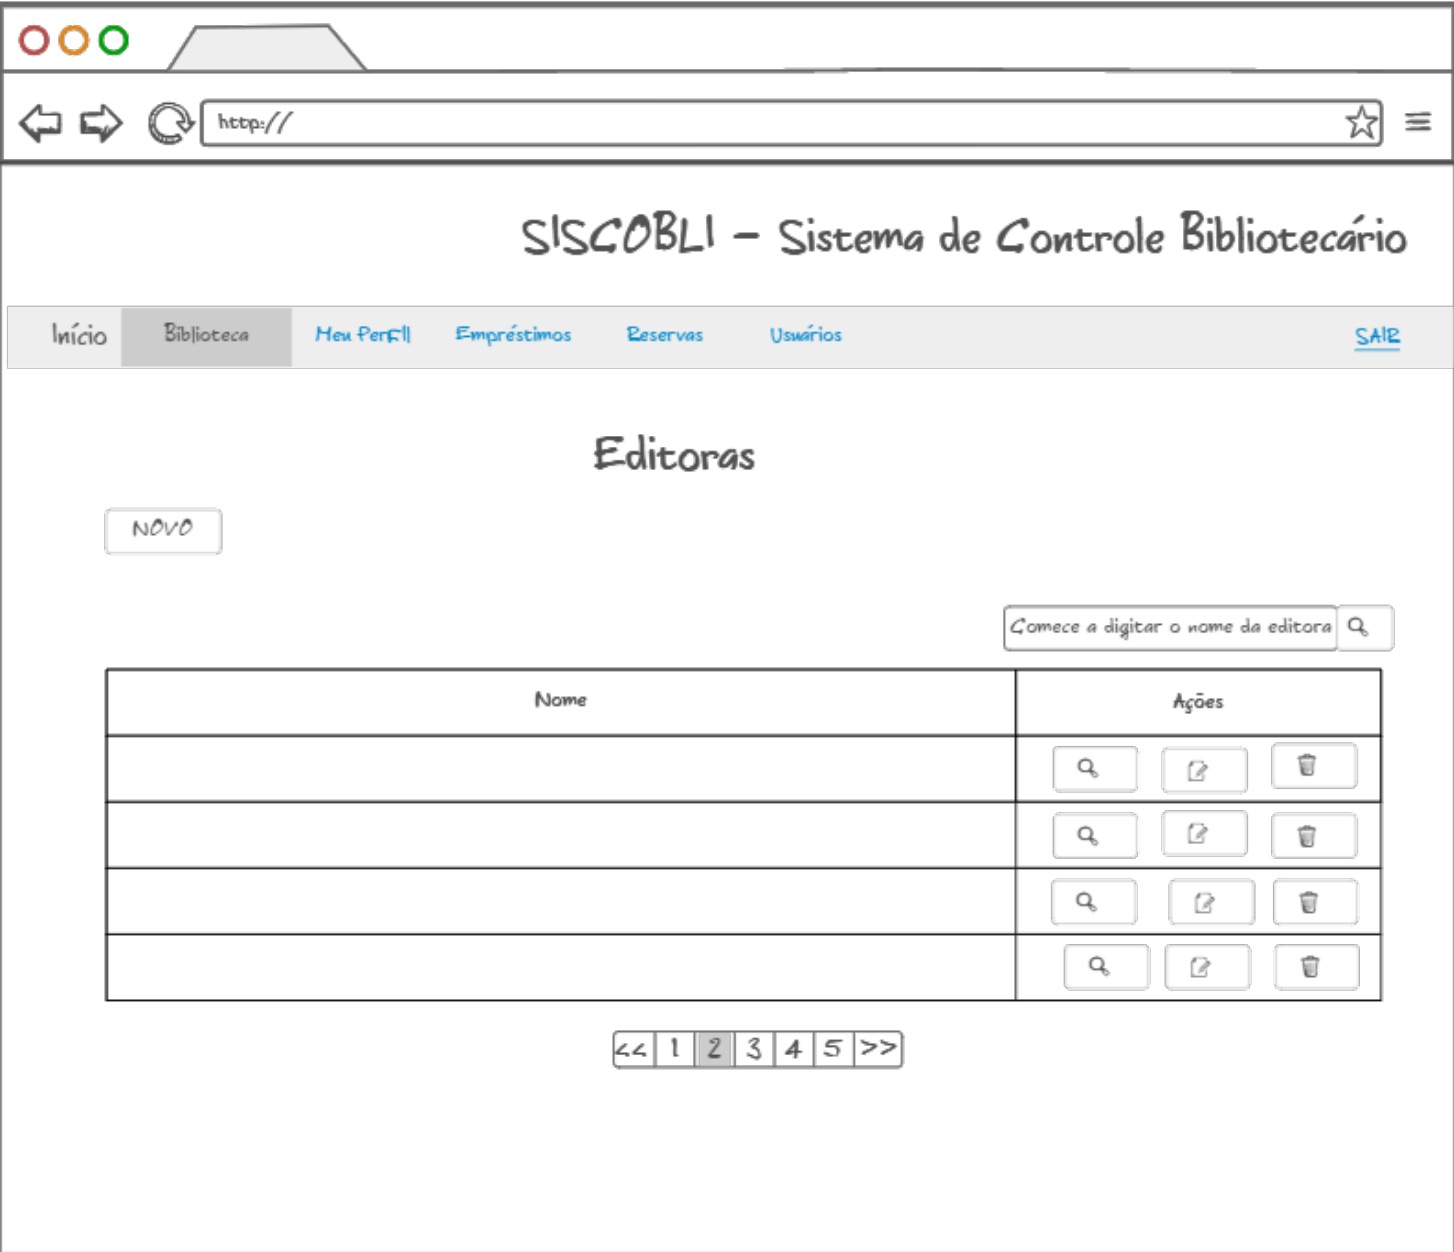 http://
SISCOBLI - Sistema de Controle Bibliotecário
Início Biblioteca Meu Perfil Empréstimos Reservas Usuários SAIR
Editoras
NOVO
Comece a digitar o nome da editora
Nome Ações
<< 1 2 3 4 5 >>